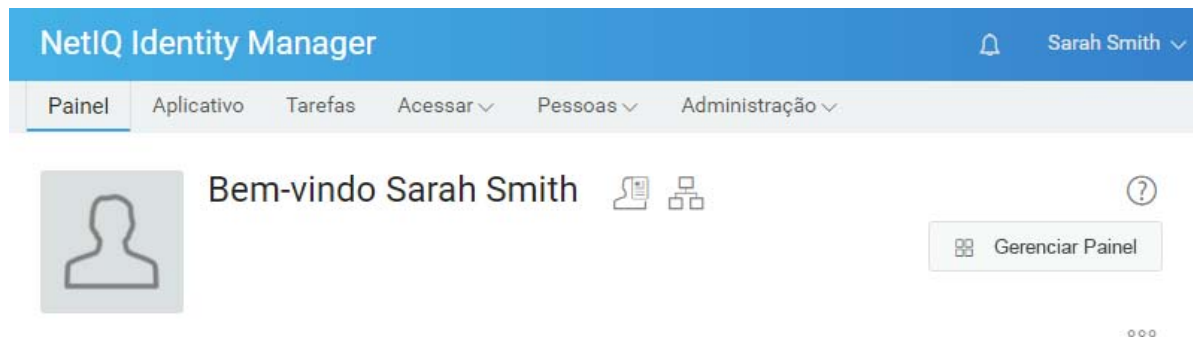 NetIQ Identity Manager
Sarah Smith
Painel Aplicativo Tarefas Acessar Pessoas Administração
Bem-vindo Sarah Smith
Gerenciar Painel